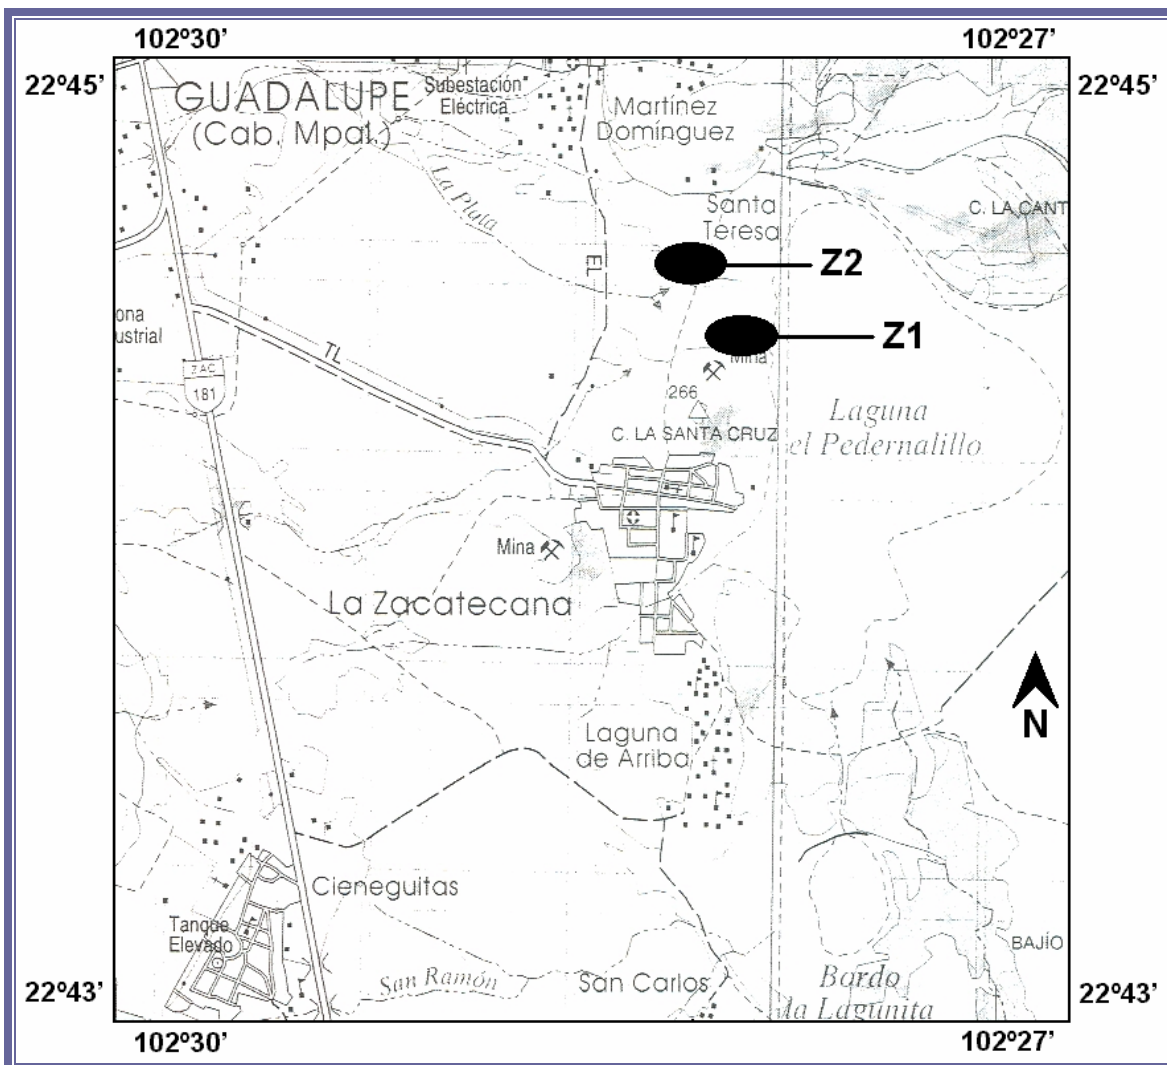 102º30’
102º27’
22º45’
22º45’
GUADALUPE
(Cab. Mpal.)
Subestación
Eléctrica
Martínez
Domínguez
La Plata
Santa
Teresa
C. LA CANT
EL
Z2
ona
ustrial
Z1
TL
Mina
ZAC
181
266
Laguna
el Pedernalillo
C. LA SANTA CRUZ
Mina
La Zacatecana
N
Laguna
de Arriba
Cieneguitas
Tanque
Elevado
BAJÍO
San Ramón
San Carlos
Bordo
la Lagunita
22º43’
22º43’
102º30’
102º27’